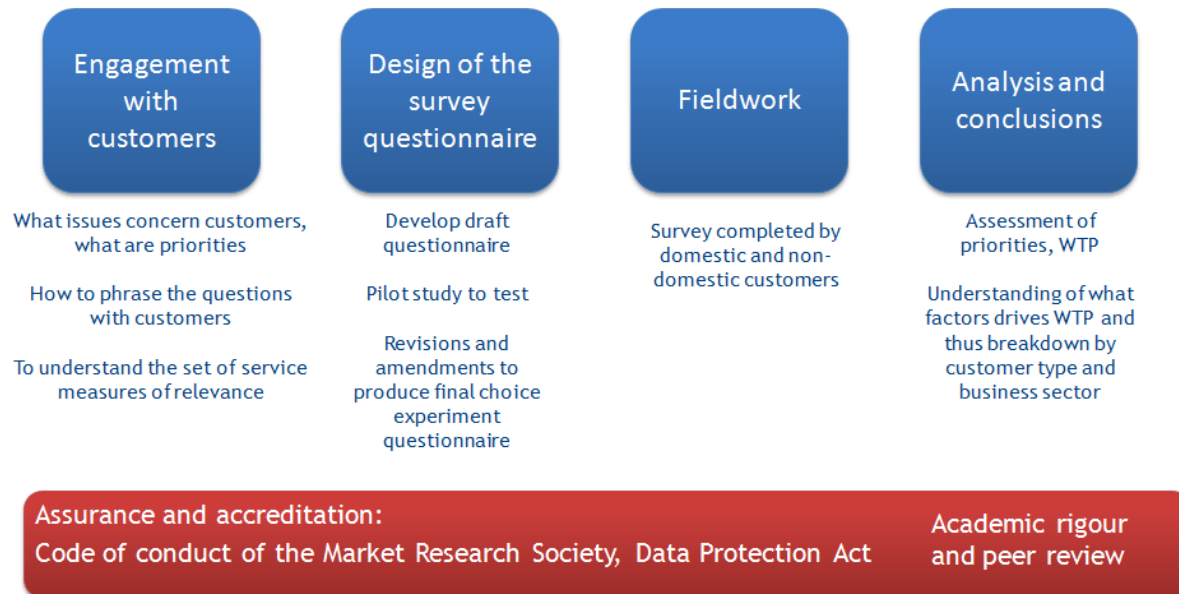 Engagement
with
customers
What issues concern customers,
what are priorities
How to phrase the questions
with customers
To understand the set of service
measures of relevance
Design of the
survey
questionnaire
Develop draft
questionnaire
Pilot study to test
Revisions and
amendments to
produce final choice
experiment
questionnaire
Fieldwork
Survey completed by
domestic and non-
domestic customers
Analysis and
conclusions
Assessment of
priorities, WTP
Understanding of what
factors drives WTP and
thus breakdown by
customer type and
business sector
Assurance and accreditation:
Code of conduct of the Market Research Society, Data Protection Act
Academic rigour
and peer review